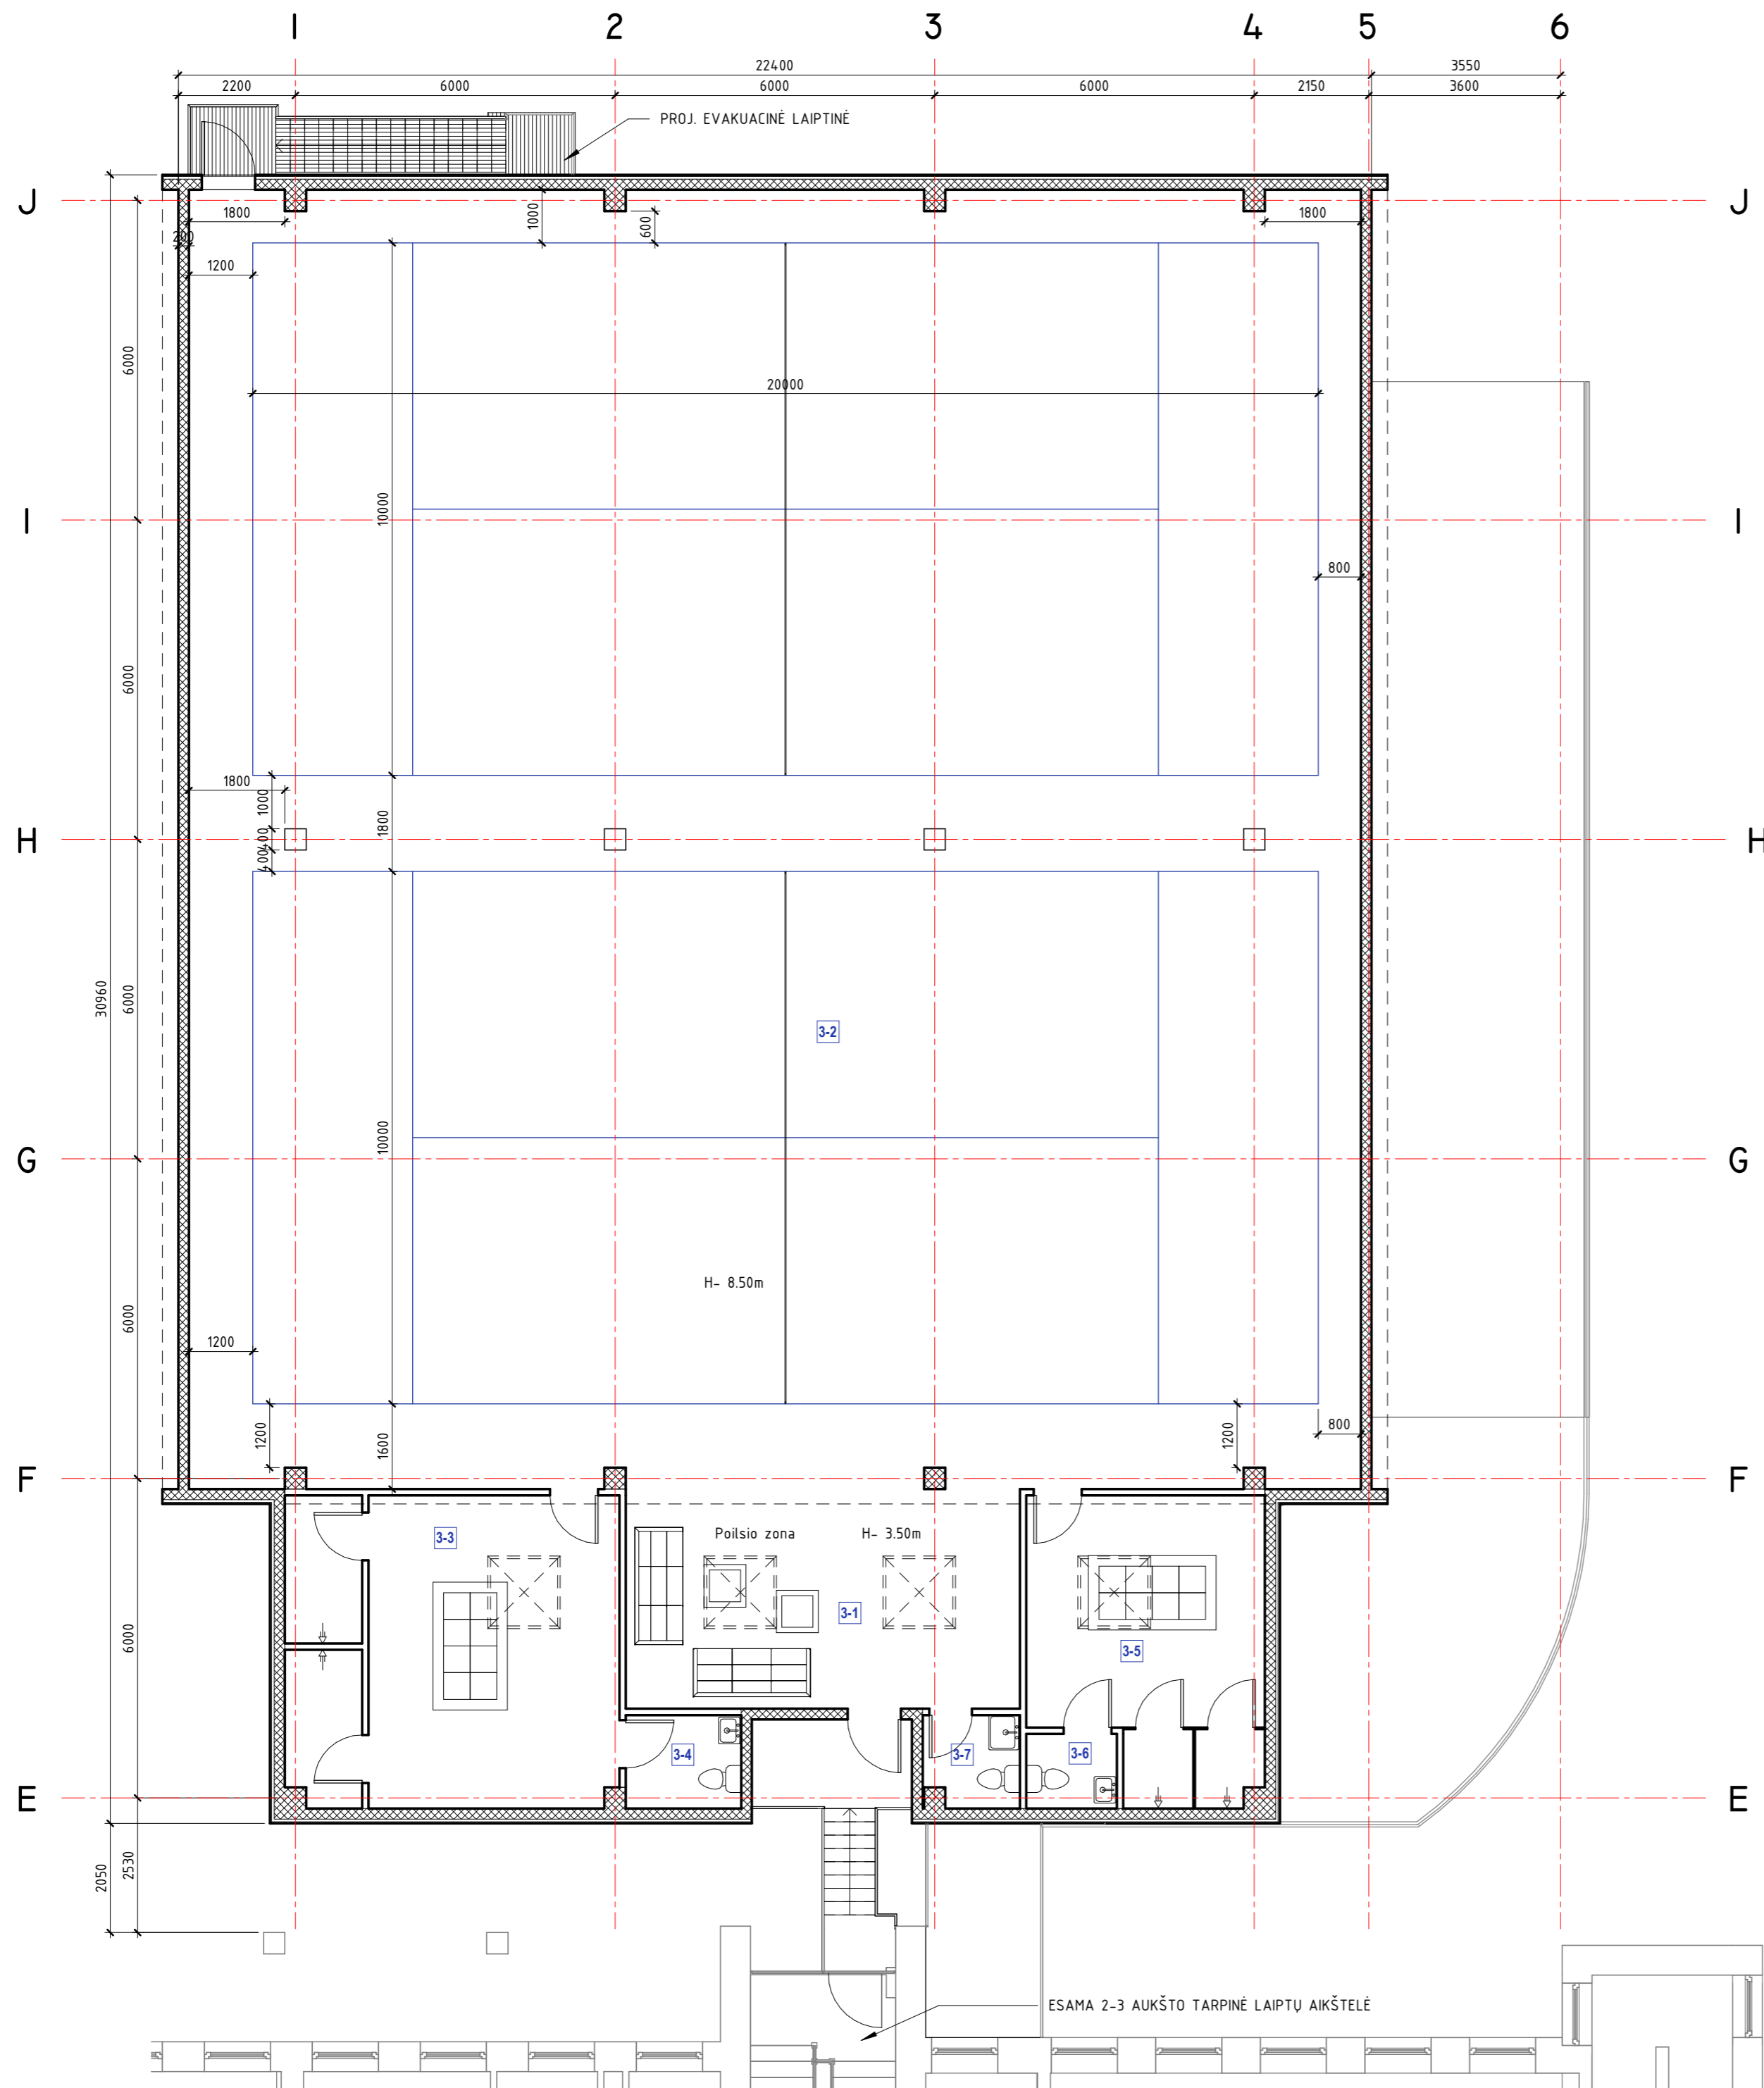 1 2 3 4 5 6
22400 3550
2200 6000 6000 6000 2150 3600
PROJ. EVAKUACINĖ LAIPTINĖ
J J
1800 1000 600 1800
200
1200
6000
20000
10000
I I
800
6000
1800 1000
1800
H H
400
400
30960
6000
3-2
10000
G G
H- 8.50m
6000
1200
1200 1600 1200 800
F F
Poilsio zona H- 3.50m
3-3
3-1
6000
3-5
3-4 3-7 3-6
E E
2050 2530
ESAMA 2-3 AUKŠTO TARPINĖ LAIPTŲ AIKŠTELĖ